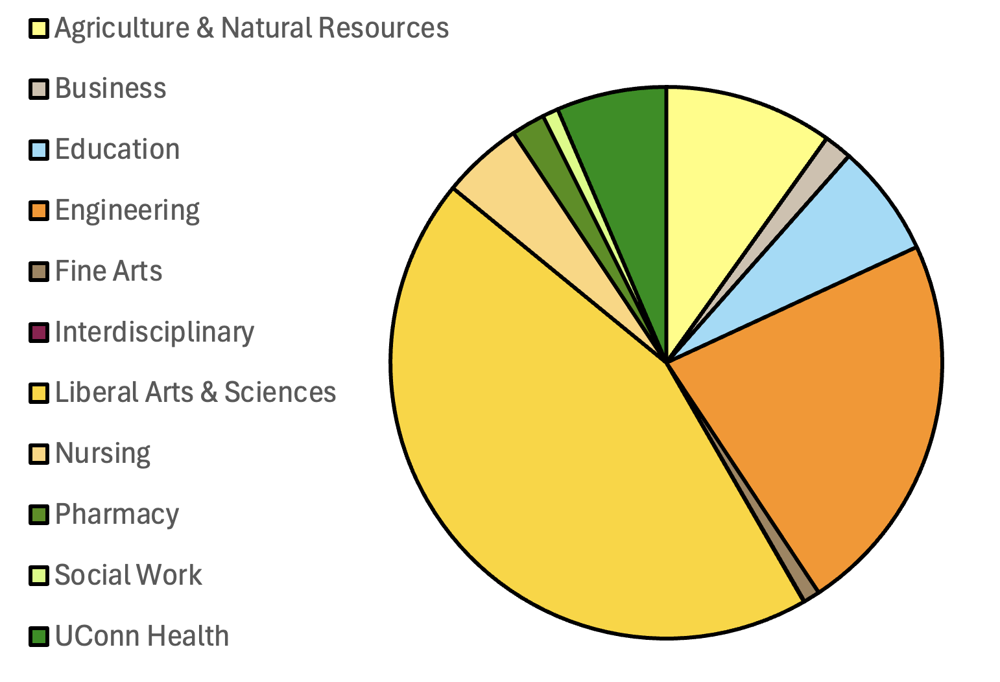 Agriculture & Natural Resources
Business
Education
Engineering
Fine Arts
Interdisciplinary
Liberal Arts & Sciences
Nursing
Pharmacy
Social Work
UConn Health